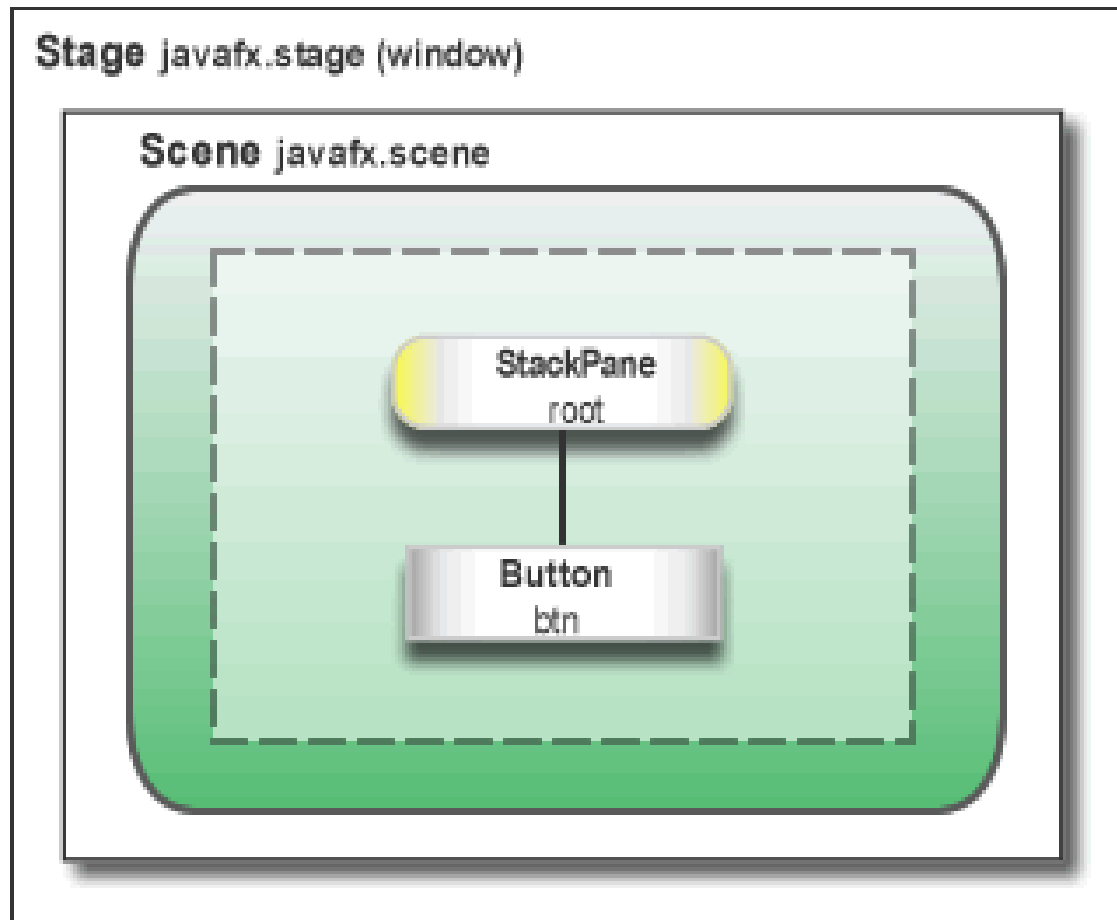 Stage javafx.stage (window)
Scene javafx.scene
StackPane
root
Button
btn